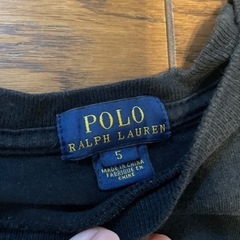 POLO
RALPH LAUREN
5
MADE IN CHINA
FABRIQUÉ EN
CHINE